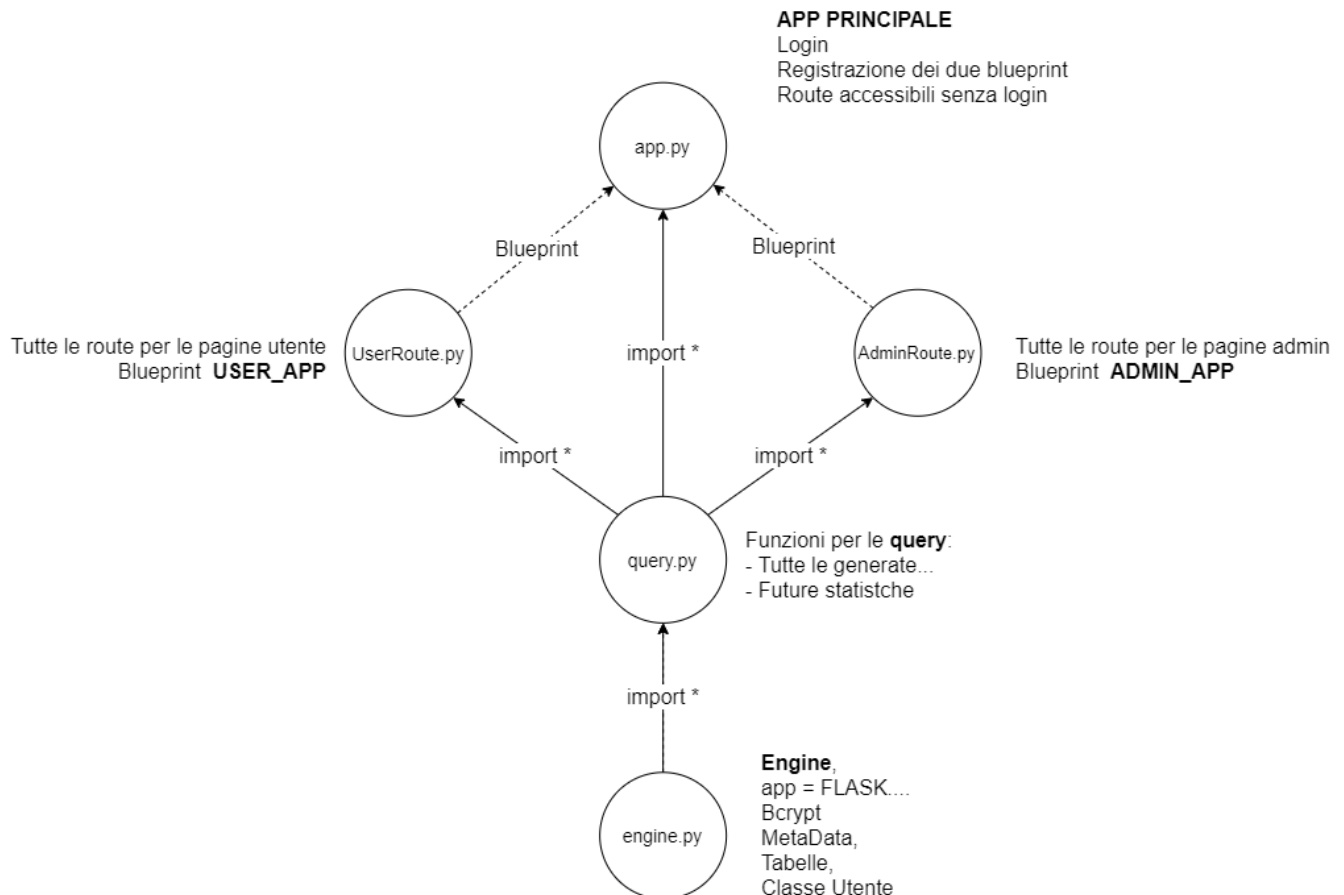 APP PRINCIPALE
Login
Registrazione dei due blueprint
Route accessibili senza login
app.py
Blueprint
Blueprint
Tutte le route per le pagine utente
Blueprint USER_APP
UserRoute.py
import *
AdminRoute.py
Tutte le route per le pagine admin
Blueprint ADMIN_APP
import *
import *
query.py
Funzioni per le query:
- Tutte le generate...
- Future statistche
import *
engine.py
Engine,
app = FLASK....
Bcrypt
MetaData,
Tabelle,
Classe Utente